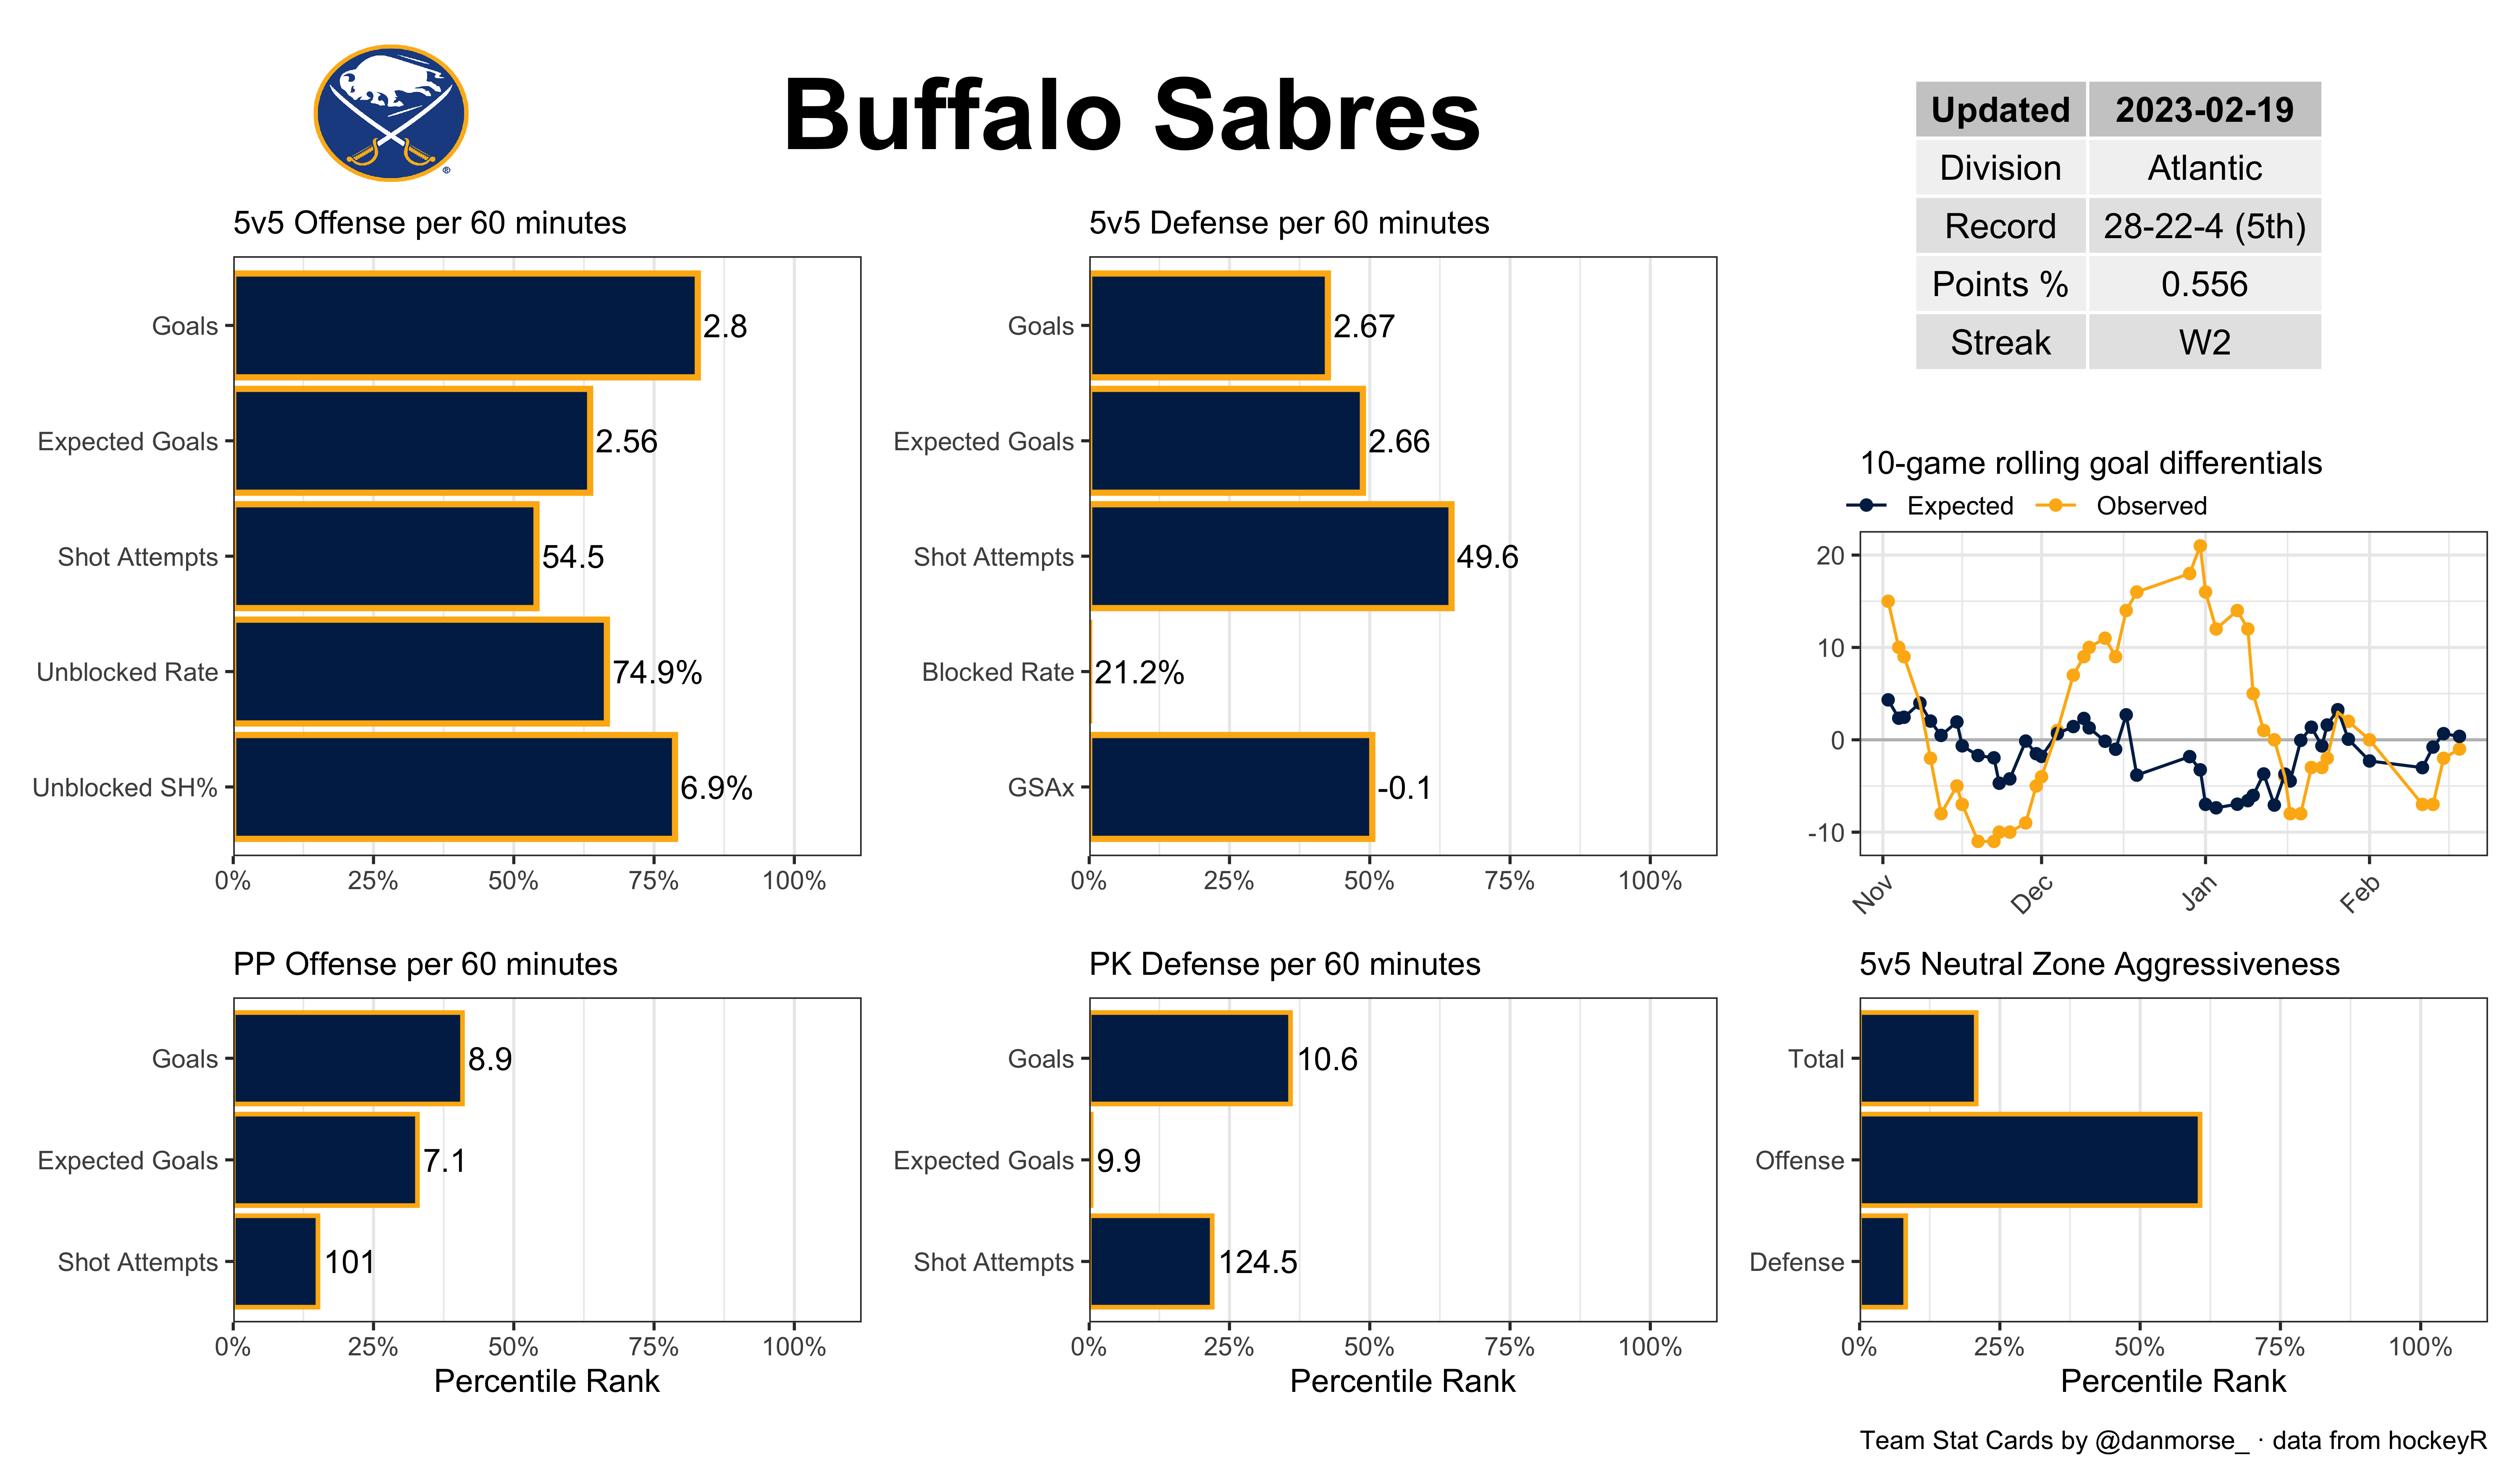 Buffalo Sabres
Updated 2023-02-19
Division Atlantic
Record 28-22-4 (5th)
Points % 0.556
Streak W2
5v5 Offense per 60 minutes
Goals 2.8
Expected Goals 2.56
Shot Attempts 54.5
Unblocked Rate 74.9%
Unblocked SH% 6.9%
0% 25% 50% 75% 100%
5v5 Defense per 60 minutes
Goals 2.67
Expected Goals 2.66
Shot Attempts 49.6
Blocked Rate 21.2%
GSAx -0.1
0% 25% 50% 75% 100%
10-game rolling goal differentials
Expected Observed
20
10
0
-10
Nov Dec Jan Feb
PP Offense per 60 minutes
Goals 8.9
Expected Goals 7.1
Shot Attempts 101
0% 25% 50% 75% 100%
Percentile Rank
PK Defense per 60 minutes
Goals 10.6
Expected Goals 9.9
Shot Attempts 124.5
0% 25% 50% 75% 100%
Percentile Rank
5v5 Neutral Zone Aggressiveness
Total
Offense
Defense
0% 25% 50% 75% 100%
Percentile Rank
Team Stat Cards by @danmorse_ · data from hockeyR